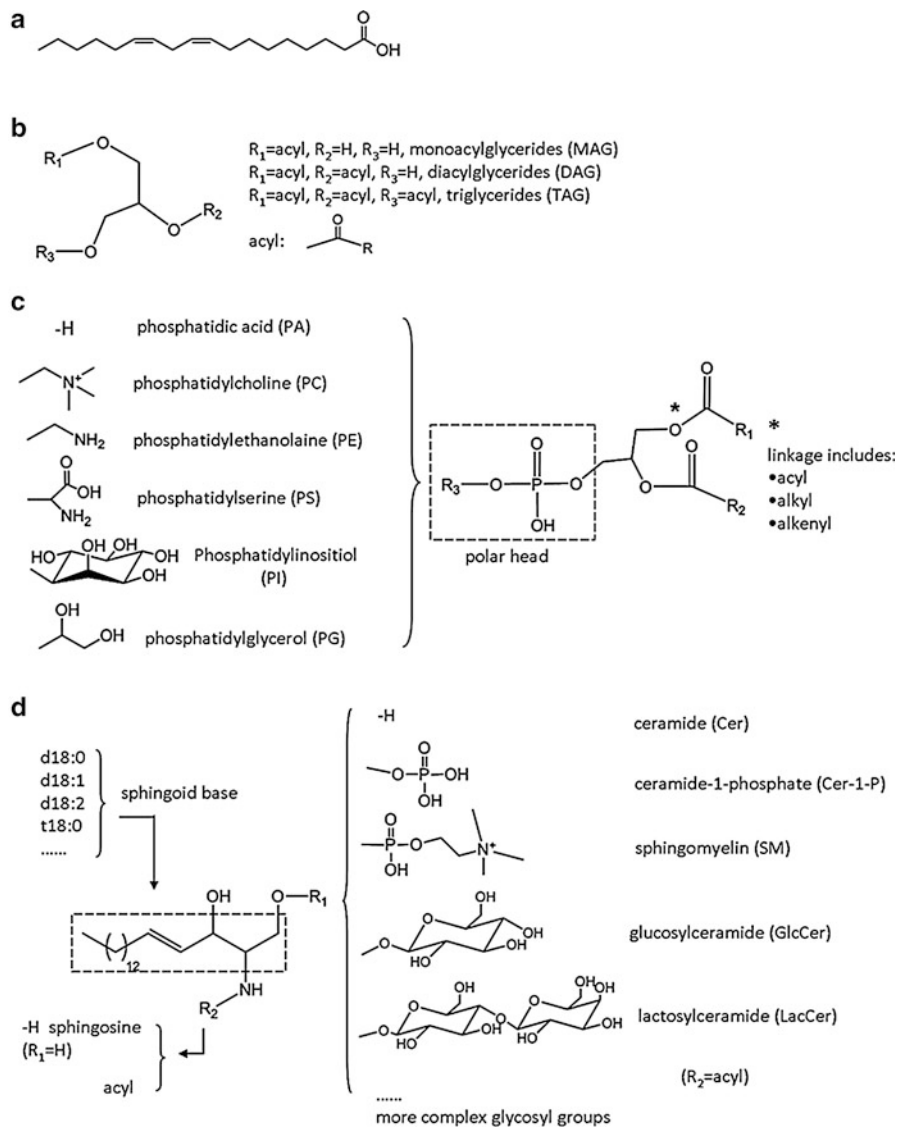 a
O
OH
b
R₁ O
O R₂
R₃ O
R₁=acyl, R₂=H, R₃=H, monoacylglycerides (MAG)
R₁=acyl, R₂=acyl, R₃=H, diacylglycerides (DAG)
R₁=acyl, R₂=acyl, R₃=acyl, triglycerides (TAG)
acyl: O R
c
-H phosphatidic acid (PA)
N⁺ phosphatidylcholine (PC)
NH₂ phosphatidylethanolaine (PE)
O OH NH₂ phosphatidylserine (PS)
HO OH OH HO OH OH Phosphatidylinositiol
(PI)
OH OH phosphatidylglycerol (PG)
O
* O R₁
R₃ O P O OH O
O O R₂
polar head
*
linkage includes:
•acyl
•alkyl
•alkenyl
d
d18:0
d18:1
d18:2
t18:0
......
sphingoid base
OH O R₁
( )₁₂
NH
R₂
-H sphingosine
(R₁=H)
acyl
-H ceramide (Cer)
O
O P OH
OH
ceramide-1-phosphate (Cer-1-P)
O
P O N⁺
OH
sphingomyelin (SM)
OH
O OH
O HO OH
glucosylceramide (GlcCer)
OH OH OH
O O O
O HO OH HO OH
lactosylceramide (LacCer)
(R₂=acyl)
......
more complex glycosyl groups